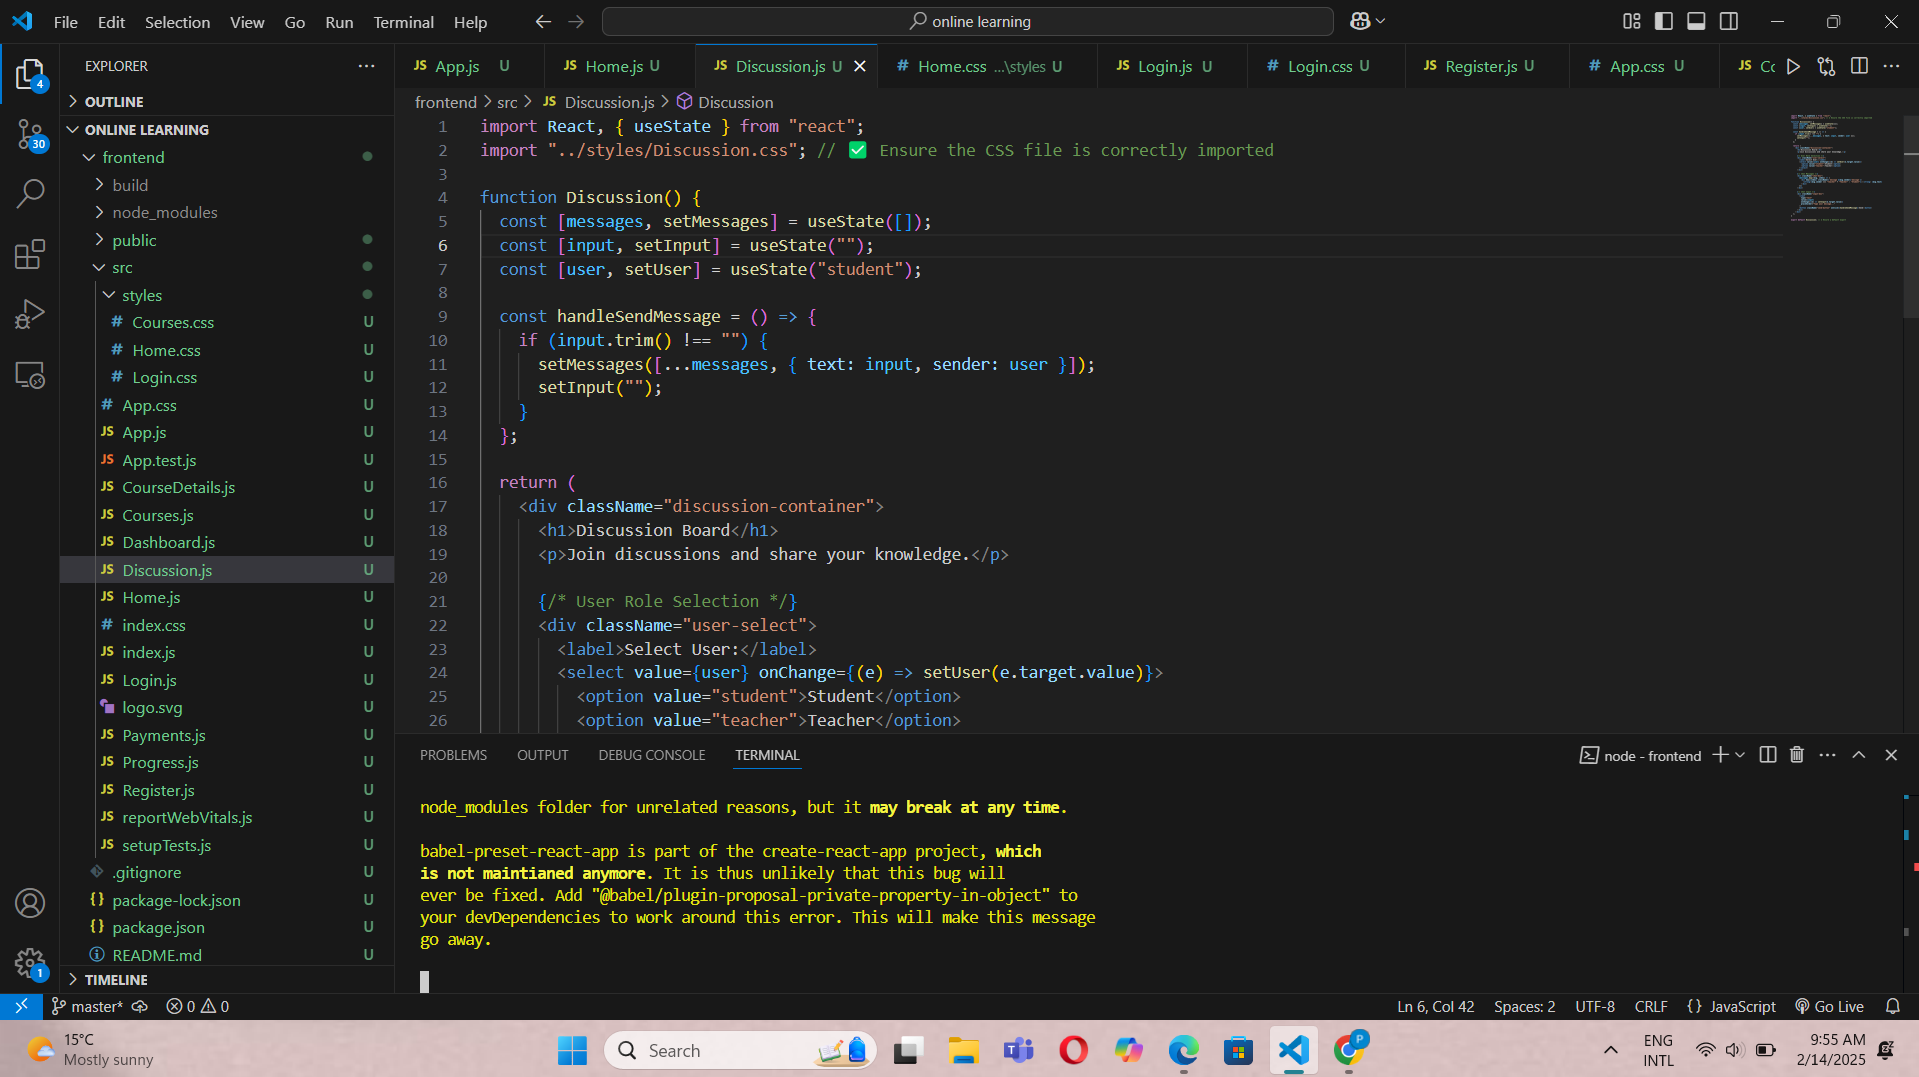 File Edit Selection View Go Run Terminal Help
online learning
EXPLORER
OUTLINE
ONLINE LEARNING
frontend
build
node_modules
public
src
styles
# Courses.css U
# Home.css U
# Login.css U
# App.css U
JS App.js U
JS App.test.js U
JS CourseDetails.js U
JS Courses.js U
JS Dashboard.js U
JS Discussion.js U
JS Home.js U
# index.css U
JS index.js U
JS Login.js U
logo.svg U
JS Payments.js U
JS Progress.js U
JS Register.js U
JS reportWebVitals.js U
JS setupTests.js U
.gitignore U
{} package-lock.json U
{} package.json U
README.md U
TIMELINE
4
30
1
JS App.js U
JS Home.js U
JS Discussion.js U
# Home.css ...\styles U
JS Login.js U
# Login.css U
JS Register.js U
# App.css U
JS Cc
frontend > src > JS Discussion.js > Discussion
1 import React, { useState } from "react";
2 import "../styles/Discussion.css"; // ✅ Ensure the CSS file is correctly imported
3
4 function Discussion() {
5 const [messages, setMessages] = useState([]);
6 const [input, setInput] = useState("");
7 const [user, setUser] = useState("student");
8
9 const handleSendMessage = () => {
10 if (input.trim() !== "") {
11 setMessages([...messages, { text: input, sender: user }]);
12 setInput("");
13 }
14 };
15
16 return (
17 <div className="discussion-container">
18 <h1>Discussion Board</h1>
19 <p>Join discussions and share your knowledge.</p>
20
21 {/* User Role Selection */}
22 <div className="user-select">
23 <label>Select User:</label>
24 <select value={user} onChange={(e) => setUser(e.target.value)}>
25 <option value="student">Student</option>
26 <option value="teacher">Teacher</option>
PROBLEMS OUTPUT DEBUG CONSOLE TERMINAL
node - frontend
node_modules folder for unrelated reasons, but it may break at any time.
babel-preset-react-app is part of the create-react-app project, which
is not maintianed anymore. It is thus unlikely that this bug will
ever be fixed. Add "@babel/plugin-proposal-private-property-in-object" to
your devDependencies to work around this error. This will make this message
go away.
master* 0 0
Ln 6, Col 42 Spaces: 2 UTF-8 CRLF {} JavaScript Go Live
15°C
Mostly sunny
Search
P
ENG
INTL
9:55 AM
2/14/2025